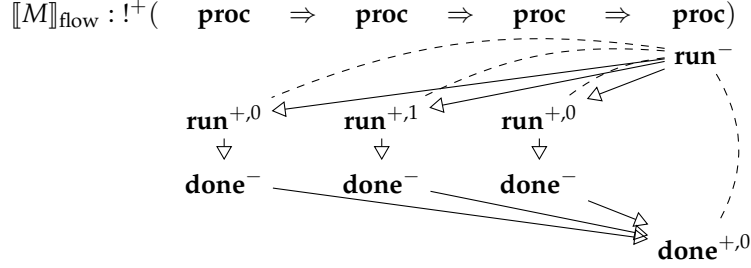 ⟦M⟧flow : !⁺( proc ⇒ proc ⇒ proc ⇒ proc)
run⁻
run⁺,⁰ run⁺,¹ run⁺,⁰
done⁻ done⁻ done⁻
done⁺,⁰